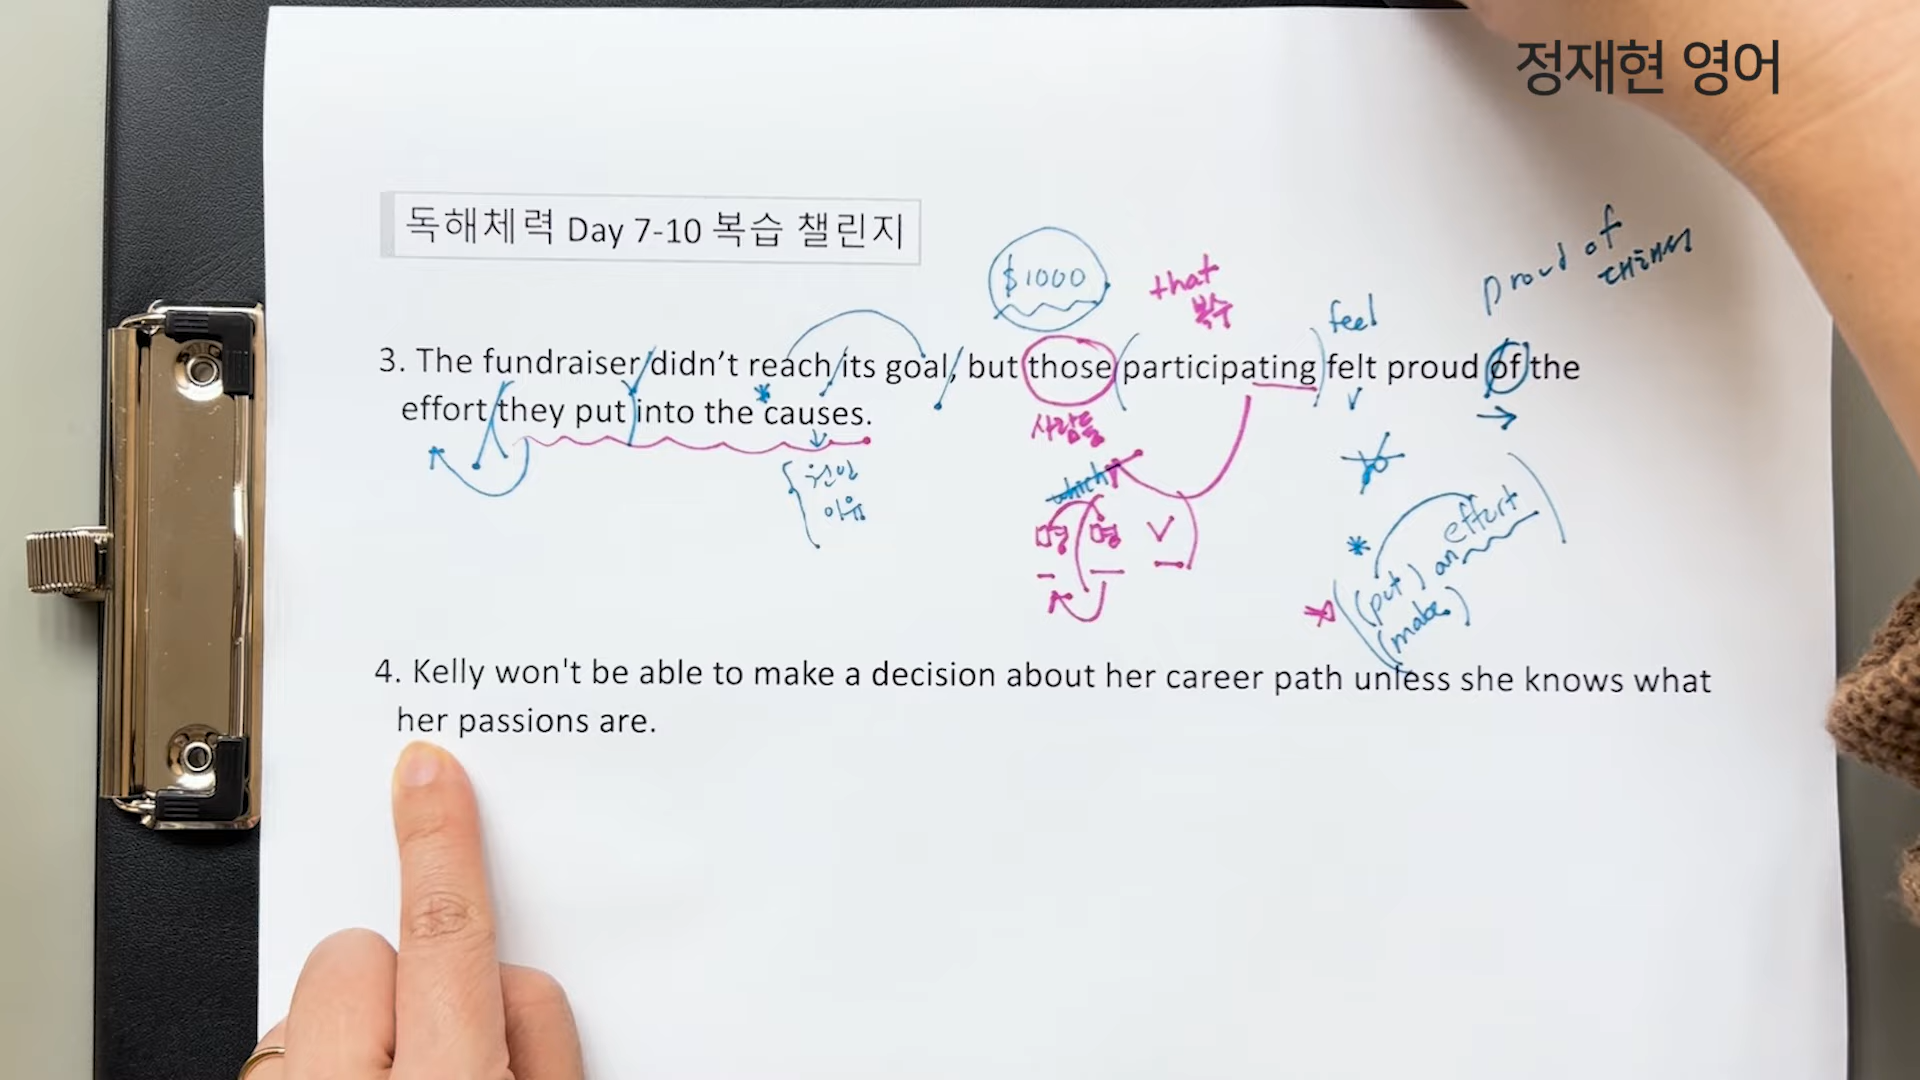 정재현 영어
독해체력 Day 7-10 복습 챌린지
$1000
that
복수
feel
proud of
대해서
3. The fundraiser didn't reach its goal, but those participating felt proud of the
effort they put into the causes.
사람들
원인
이유
which
명 명 V
effort
(put) an
(make)
4. Kelly won't be able to make a decision about her career path unless she knows what
her passions are.